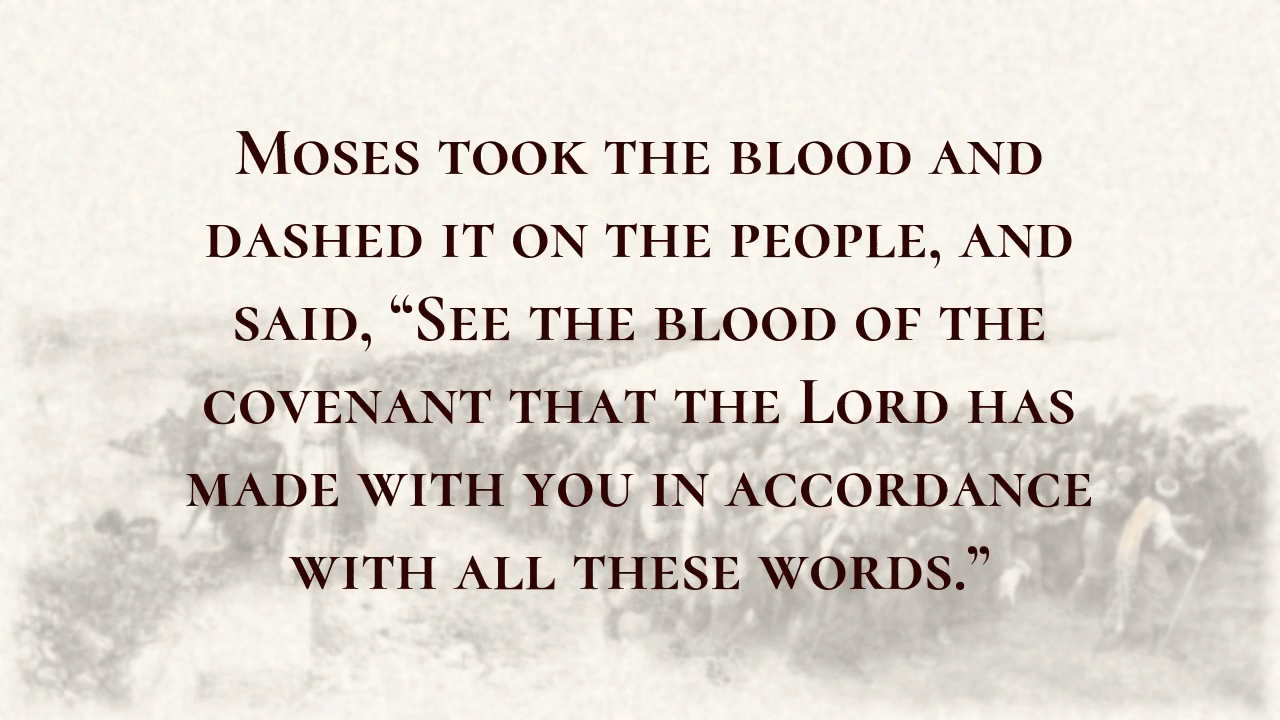 Moses took the blood and
dashed it on the people, and
said, “See the blood of the
covenant that the Lord has
made with you in accordance
with all these words.”